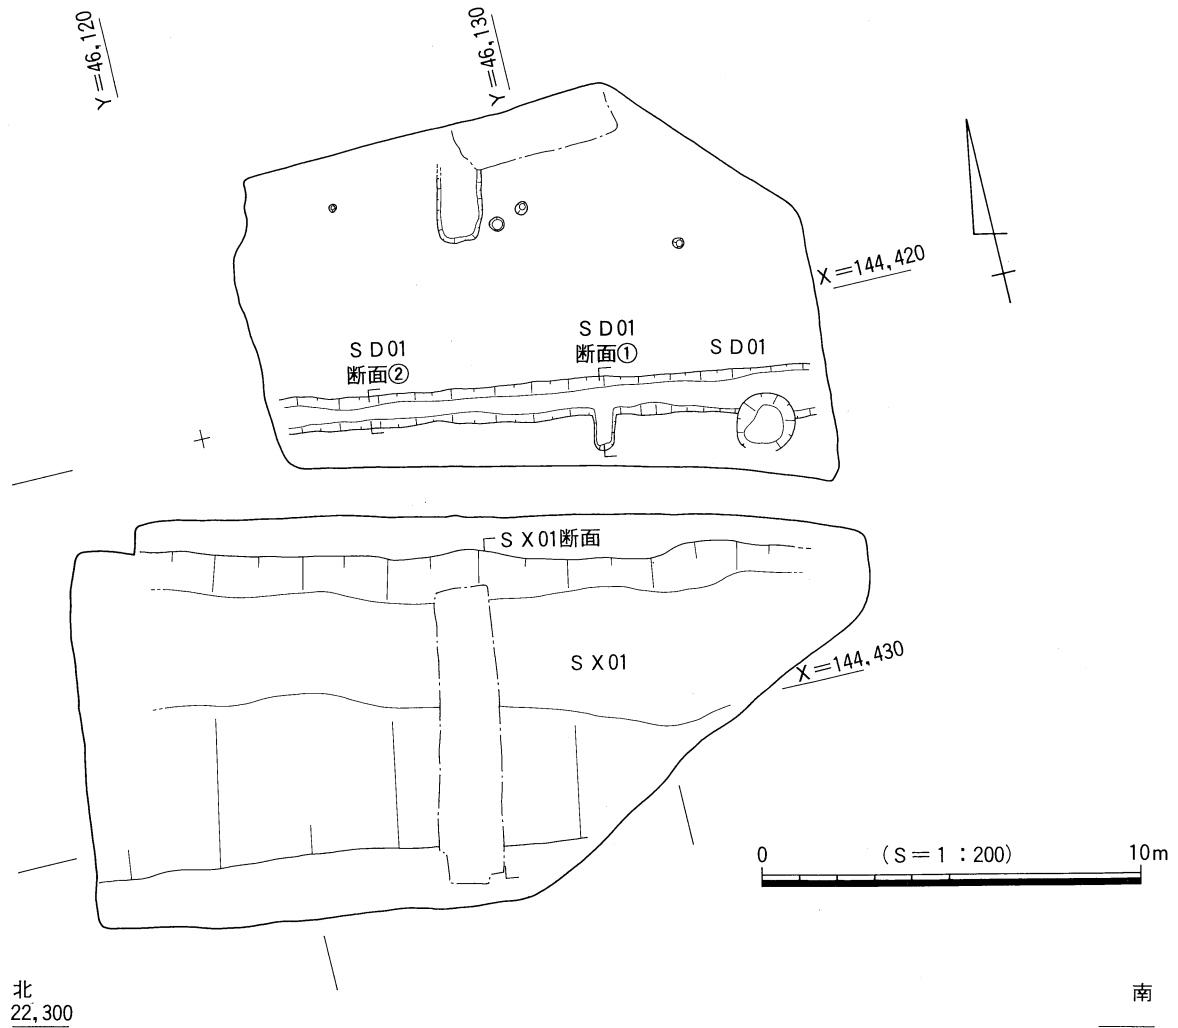 Y=46,120
Y=46,130
X=144,420
SD01
断面①
SD01
SD01
断面②
SX01断面
SX01
X=144,430
0 (S=1:200) 10m
北
22,300
南